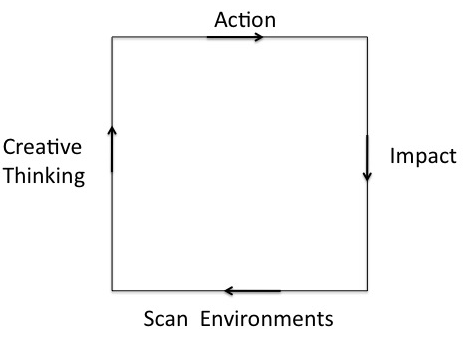 Action
Creative
Thinking
Impact
Scan Environments